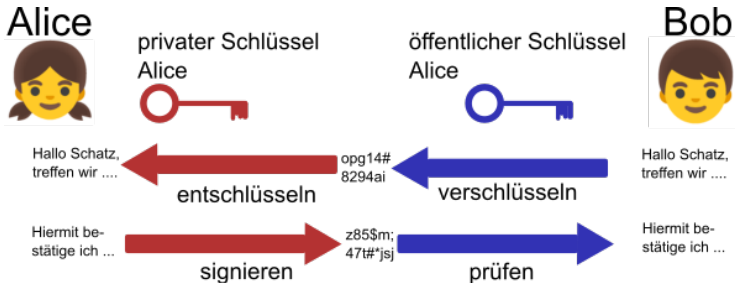 Alice
Bob
privater Schlüssel
Alice
öffentlicher Schlüssel
Alice
Hallo Schatz,
treffen wir ....
opg14#
8294ai
Hallo Schatz,
treffen wir ....
entschlüsseln
verschlüsseln
Hiermit be-
stätige ich ...
z85$m;
47t#*jsj
Hiermit be-
stätige ich ...
signieren
prüfen